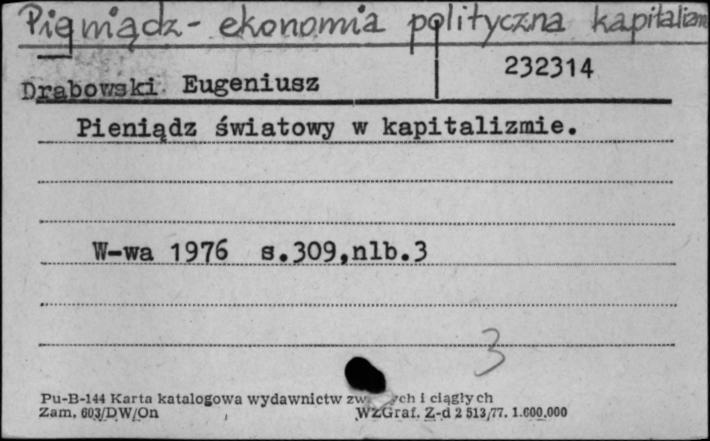 Pieniądz - ekonomia polityczna kapitalizm
232314
Drabowski Eugeniusz
Pieniądz światowy w kapitalizmie.
W-wa 1976 s.309,nlb.3
3
Pu-B-144 Karta katalogowa wydawnictw i ciągłych
Zam. 603/DW/On WZGraf. Z-d 2 513/77. 1.600.000